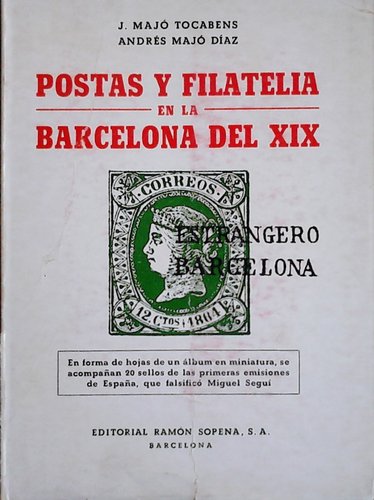 J. MAJÓ TOCABENS
ANDRÉS MAJÓ DÍAZ
POSTAS Y FILATELIA
EN LA
BARCELONA DEL XIX
CORREOS
ESTRANGERO
BARCELONA
12 CTOS 1864
En forma de hojas de un álbum en miniatura, se
acompañan 20 sellos de las primeras emisiones
de España, que falsificó Miguel Seguí
EDITORIAL RAMÓN SOPENA, S. A.
BARCELONA